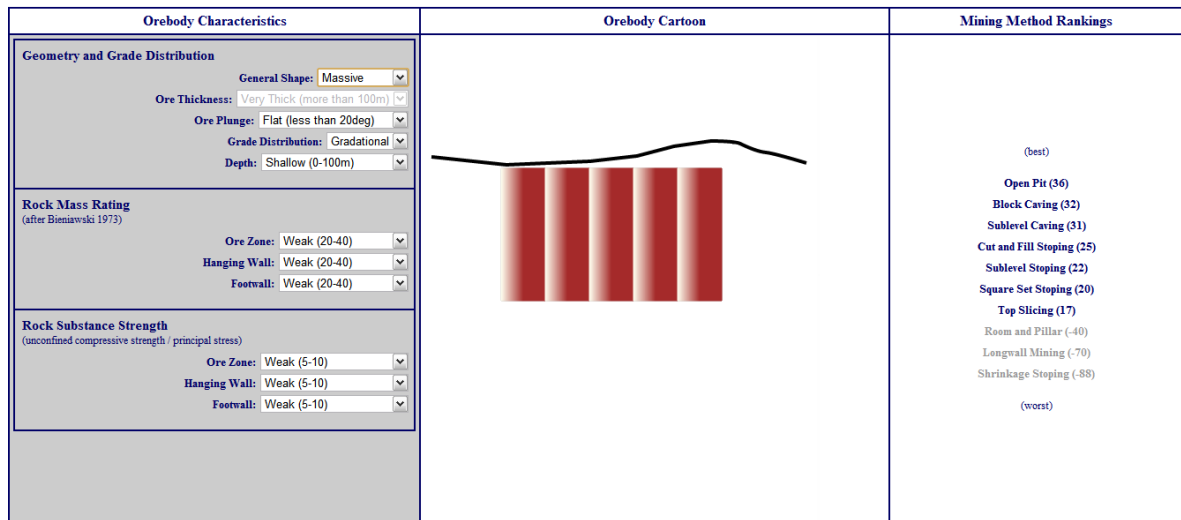 Orebody Characteristics
Orebody Cartoon
Mining Method Rankings
Geometry and Grade Distribution
General Shape: Massive
Ore Thickness: Very Thick (more than 100m)
Ore Plunge: Flat (less than 20deg)
Grade Distribution: Gradational
Depth: Shallow (0-100m)
Rock Mass Rating
(after Bieniawski 1973)
Ore Zone: Weak (20-40)
Hanging Wall: Weak (20-40)
Footwall: Weak (20-40)
Rock Substance Strength
(unconfined compressive strength / principal stress)
Ore Zone: Weak (5-10)
Hanging Wall: Weak (5-10)
Footwall: Weak (5-10)
(best)
Open Pit (36)
Block Caving (32)
Sublevel Caving (31)
Cut and Fill Stoping (25)
Sublevel Stoping (22)
Square Set Stoping (20)
Top Slicing (17)
Room and Pillar (-40)
Longwall Mining (-70)
Shrinkage Stoping (-88)
(worst)